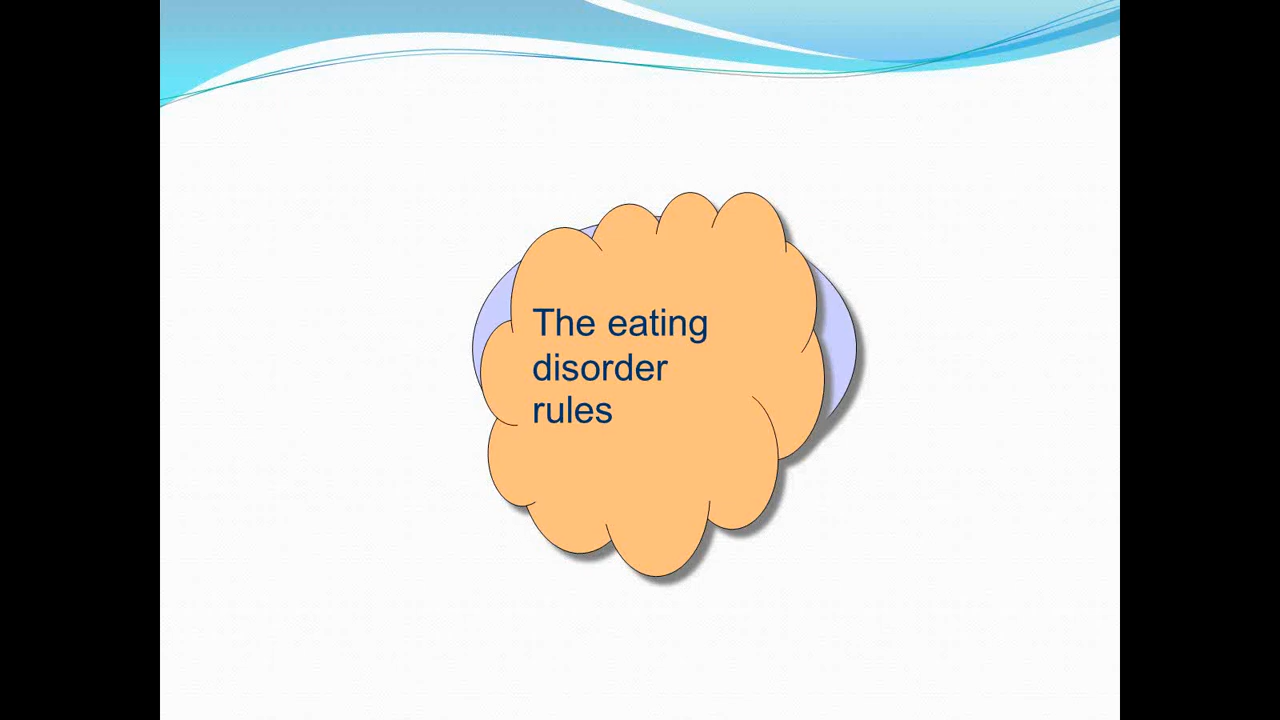 The eating
disorder
rules